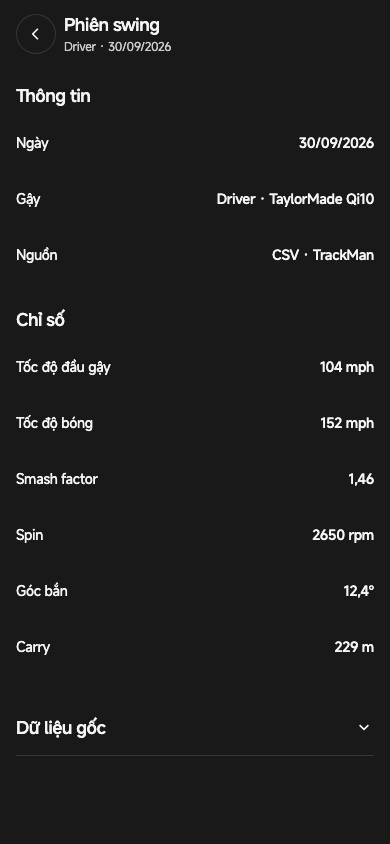 Phiên swing
Driver · 30/09/2026
Thông tin
Ngày 30/09/2026
Gậy Driver · TaylorMade Qi10
Nguồn CSV · TrackMan
Chỉ số
Tốc độ đầu gậy 104 mph
Tốc độ bóng 152 mph
Smash factor 1,46
Spin 2650 rpm
Góc bắn 12,4°
Carry 229 m
Dữ liệu gốc